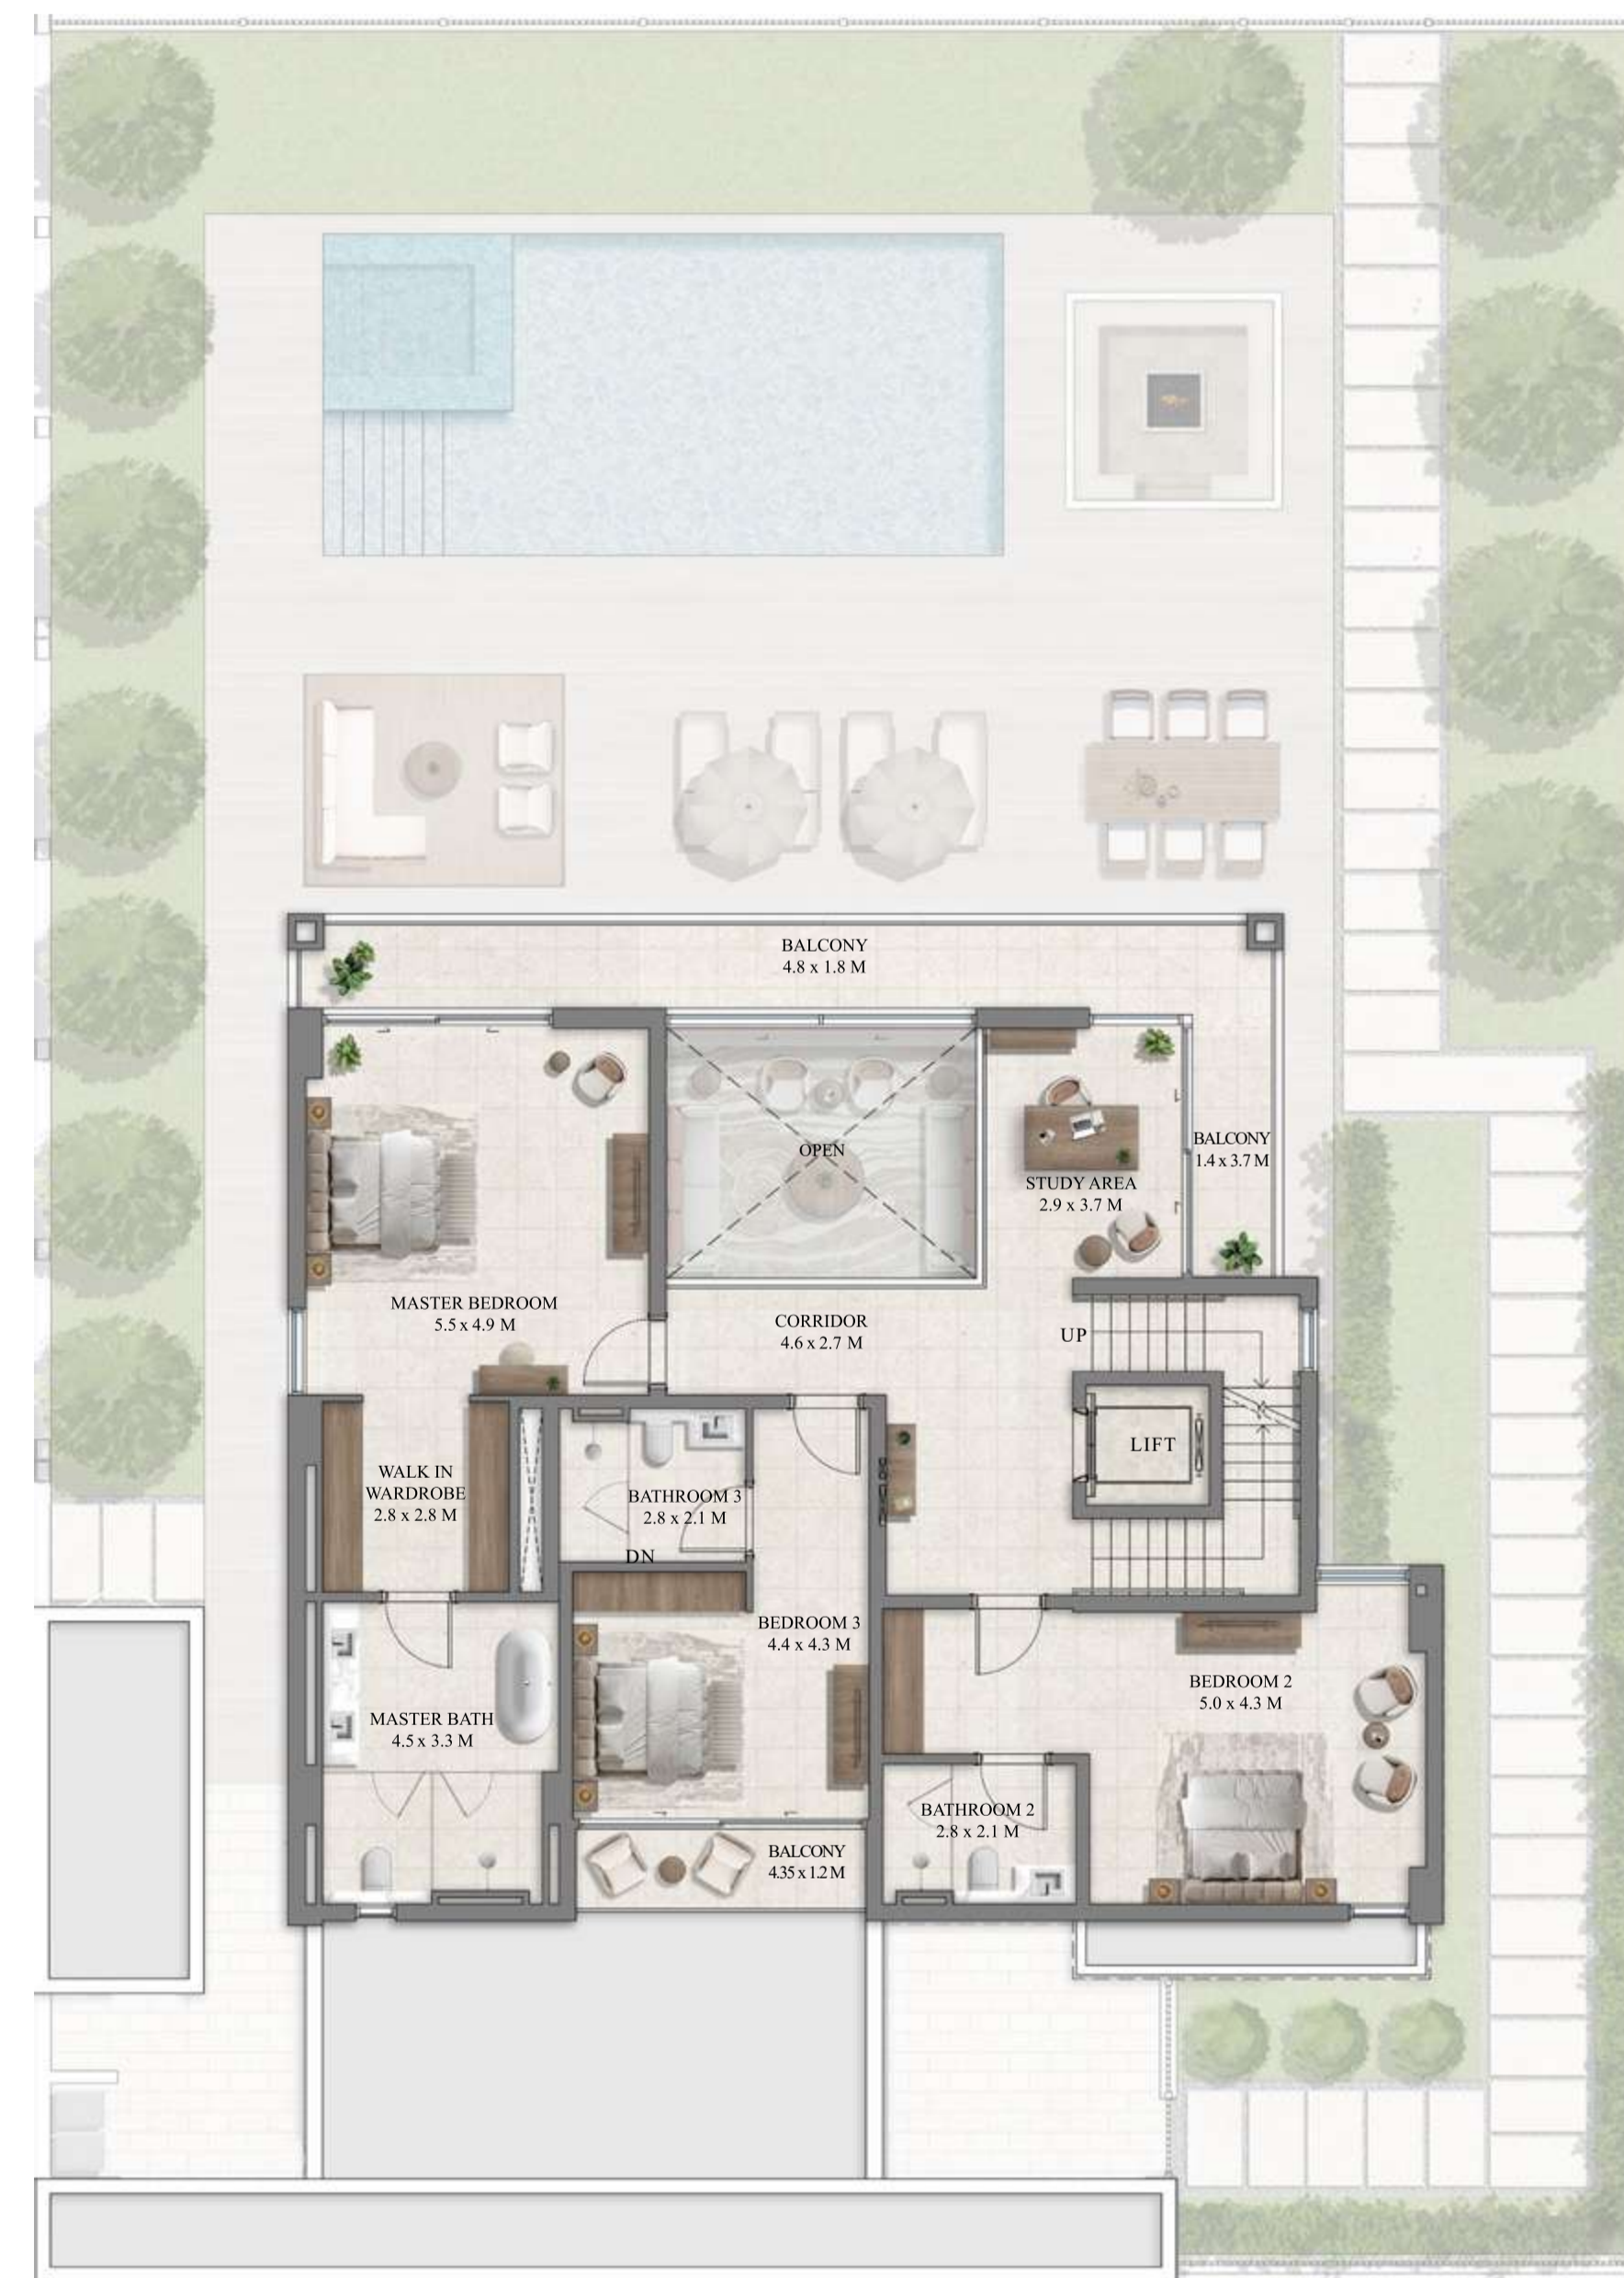 BALCONY
4.8 x 1.8 M
OPEN
BALCONY
1.4 x 3.7 M
STUDY AREA
2.9 x 3.7 M
MASTER BEDROOM
5.5 x 4.9 M
CORRIDOR
4.6 x 2.7 M
UP
LIFT
WALK IN
WARDROBE
2.8 x 2.8 M
BATHROOM 3
2.8 x 2.1 M
DN
BEDROOM 3
4.4 x 4.3 M
BEDROOM 2
5.0 x 4.3 M
MASTER BATH
4.5 x 3.3 M
BATHROOM 2
2.8 x 2.1 M
BALCONY
4.35 x 1.2 M